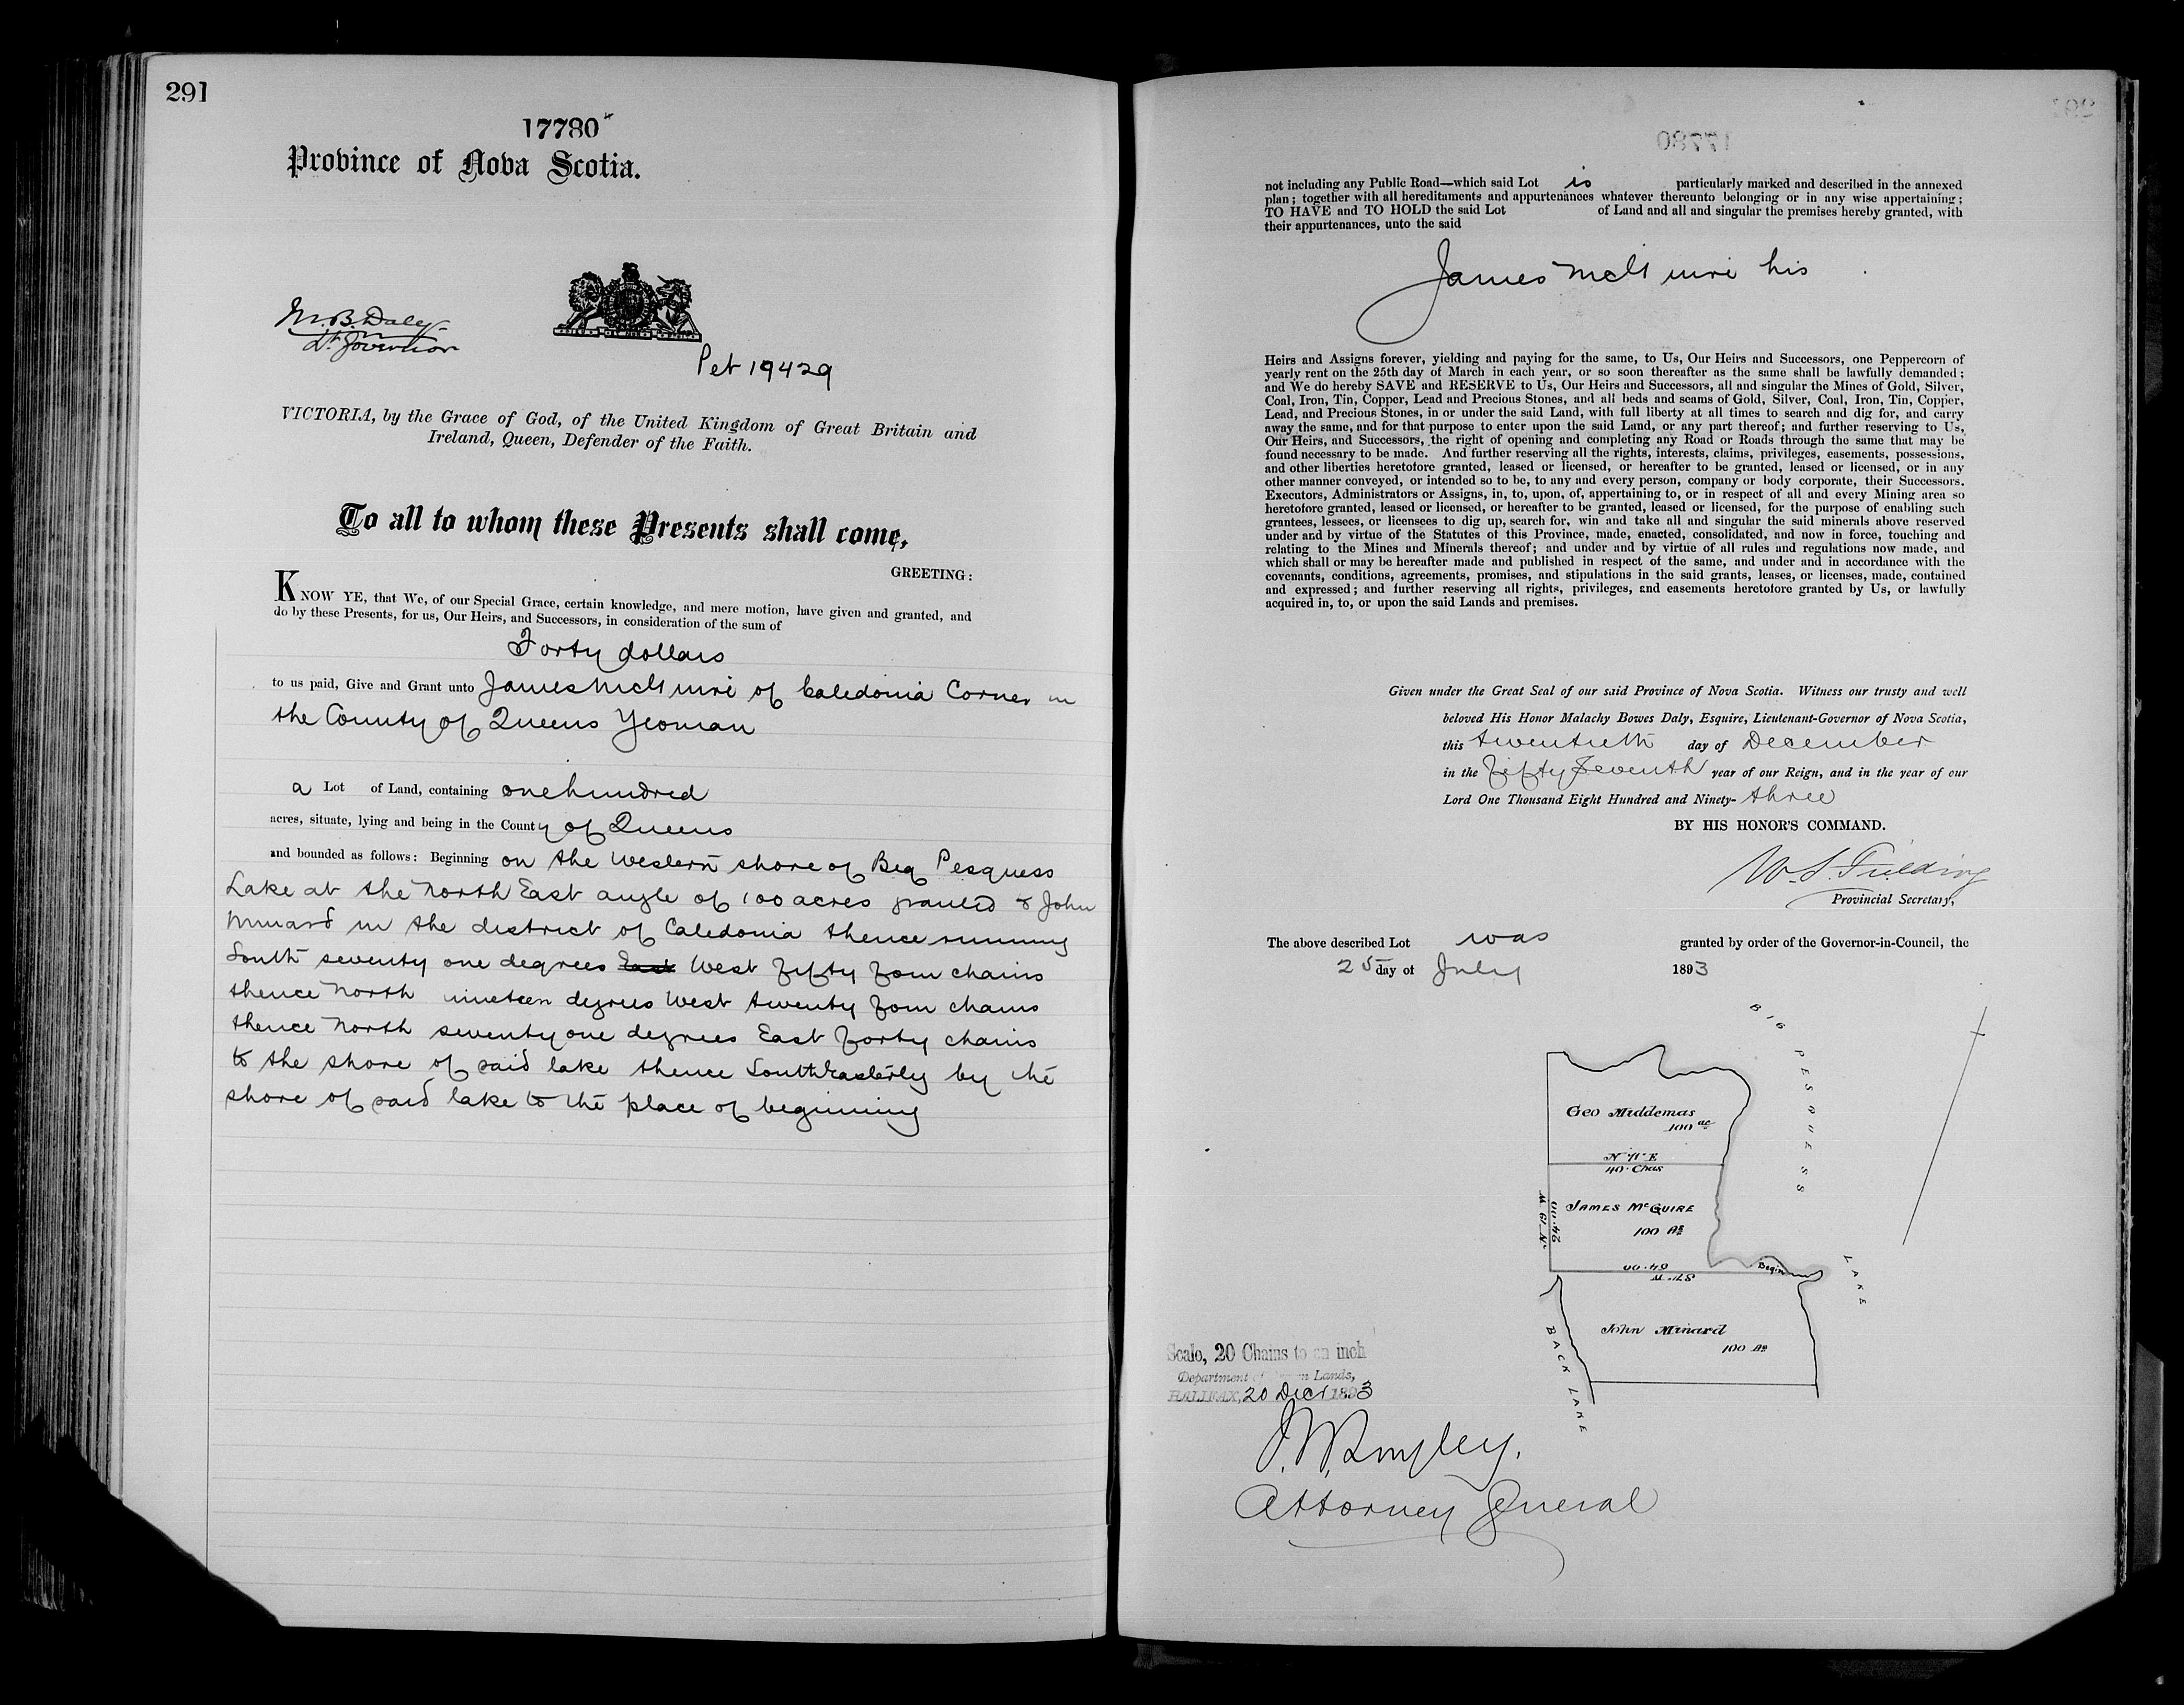 291
17780
Province of Nova Scotia.
M. B. Daly
Lt. Governor
Pet 19429
VICTORIA, by the Grace of God, of the United Kingdom of Great Britain and
Ireland, Queen, Defender of the Faith.
To all to whom these Presents shall come,
GREETING:
KNOW YE, that We, of our Special Grace, certain knowledge, and mere motion, have given and granted, and
do by these Presents, for us, Our Heirs, and Successors, in consideration of the sum of
Forty dollars
to us paid, Give and Grant unto James McGuire of Caledonia Corner in
the County of Queens Yeoman
a Lot of Land, containing one hundred
acres, situate, lying and being in the County of Queens
and bounded as follows: Beginning on the Western shore of Big Pesquess
Lake at the North East angle of 100 acres granted to John
Minard in the district of Caledonia thence running
South seventy one degrees East West fifty four chains
thence North nineteen degrees West twenty four chains
thence North seventy one degrees East forty chains
to the shore of said lake thence South Easterly by the
shore of said lake to the place of beginning
17780
not including any Public Road—which said Lot is particularly marked and described in the annexed
plan; together with all hereditaments and appurtenances whatever thereunto belonging or in any wise appertaining;
TO HAVE and TO HOLD the said Lot of Land and all and singular the premises hereby granted, with
their appurtenances, unto the said
James McGuire his
Heirs and Assigns forever, yielding and paying for the same, to Us, Our Heirs and Successors, one Peppercorn of
yearly rent on the 25th day of March in each year, or so soon thereafter as the same shall be lawfully demanded;
and We do hereby SAVE and RESERVE to Us, Our Heirs and Successors, all and singular the Mines of Gold, Silver,
Coal, Iron, Tin, Copper, Lead and Precious Stones, and all beds and seams of Gold, Silver, Coal, Iron, Tin, Copper,
Lead, and Precious Stones, in or under the said Land, with full liberty at all times to search and dig for, and carry
away the same, and for that purpose to enter upon the said Land, or any part thereof; and further reserving to Us,
Our Heirs, and Successors, the right of opening and completing any Road or Roads through the same that may be
found necessary to be made. And further reserving all the rights, interests, claims, privileges, easements, possessions,
and other liberties heretofore granted, leased or licensed, or hereafter to be granted, leased or licensed, or in any
other manner conveyed, or intended so to be, to any and every person, company or body corporate, their Successors.
Executors, Administrators or Assigns, in, to, upon, of, appertaining to, or in respect of all and every Mining area so
heretofore granted, leased or licensed, or hereafter to be granted, leased or licensed, for the purpose of enabling such
grantees, lessees, or licensees to dig up, search for, win and take all and singular the said minerals above reserved
under and by virtue of the Statutes of this Province, made, enacted, consolidated, and now in force, touching and
relating to the Mines and Minerals thereof; and under and by virtue of all rules and regulations now made, and
which shall or may be hereafter made and published in respect of the same, and under and in accordance with the
covenants, conditions, agreements, promises, and stipulations in the said grants, leases, or licenses, made, contained
and expressed; and further reserving all rights, privileges, and easements heretofore granted by Us, or lawfully
acquired in, to, or upon the said Lands and premises.
Given under the Great Seal of our said Province of Nova Scotia. Witness our trusty and well
beloved His Honor Malachy Bowes Daly, Esquire, Lieutenant-Governor of Nova Scotia,
this twentieth day of December
in the fifty seventh year of our Reign, and in the year of our
Lord One Thousand Eight Hundred and Ninety-three
BY HIS HONOR'S COMMAND.
W. S. Fielding
Provincial Secretary,
The above described Lot was granted by order of the Governor-in-Council, the
25 day of July 1893
BIG PESQUESS LAKE
Geo Middemas
100 ac
N 71 E
40 Chas
JAMES McGUIRE
100 As
N 19 W
24.00
54.00
S 71 W
Begin
John Minard
100 As
BACK LAKE
Scale, 20 Chains to an inch
Department of Crown Lands,
HALIFAX, 20 Dec 1893
J. W. Longley.
Attorney General